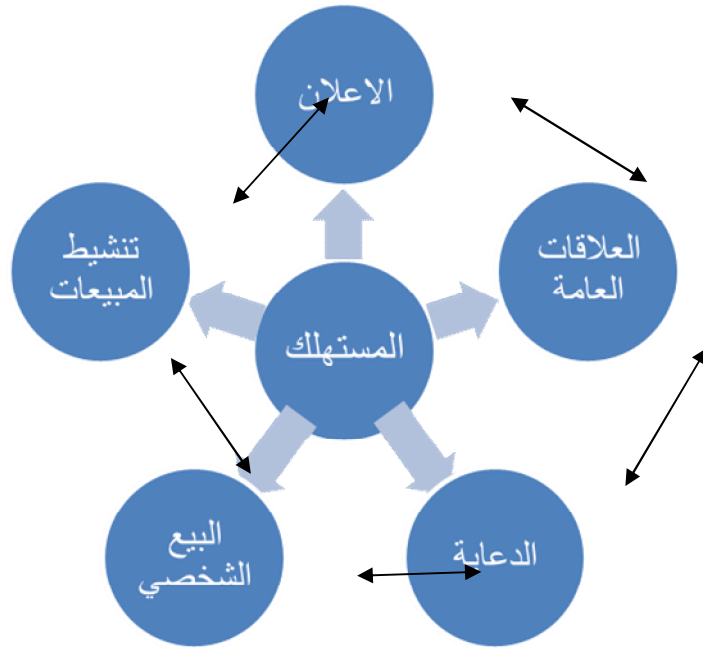 الاعلان
العلاقات
العامة
تنشيط
المبيعات
المستهلك
البيع
الشخصي
الدعاية